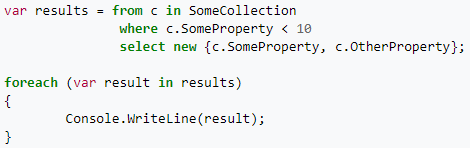 var results = from c in SomeCollection
              where c.SomeProperty < 10
              select new {c.SomeProperty, c.OtherProperty};

foreach (var result in results)
{
        Console.WriteLine(result);
}